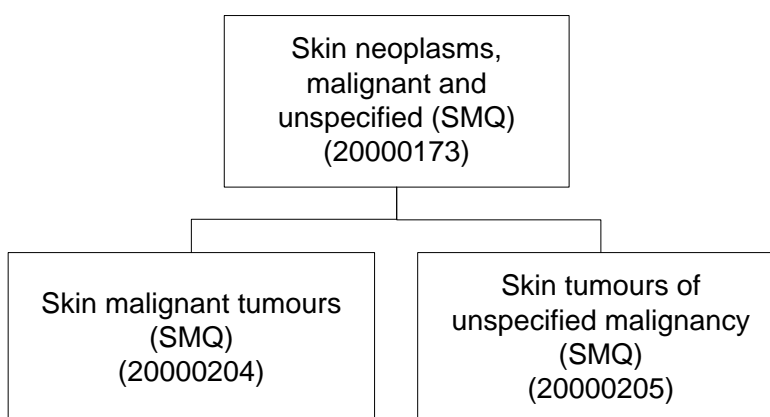 Skin neoplasms,
malignant and
unspecified (SMQ)
(20000173)
Skin malignant tumours
(SMQ)
(20000204)
Skin tumours of
unspecified malignancy
(SMQ)
(20000205)